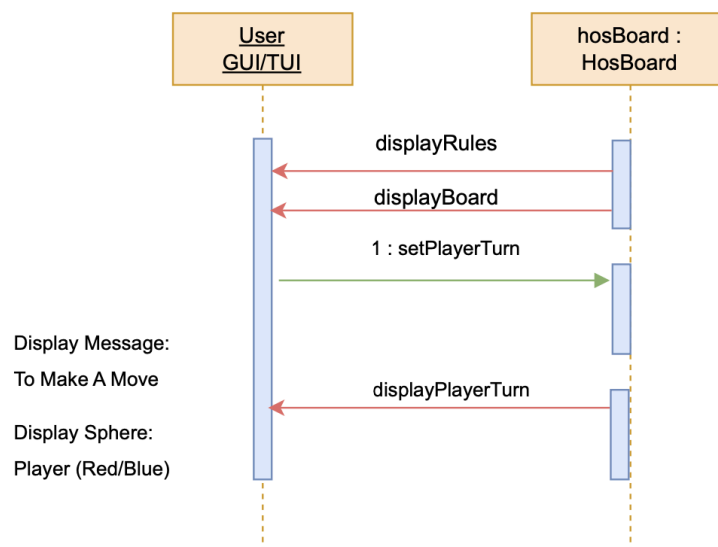 User
GUI/TUI
hosBoard :
HosBoard
displayRules
displayBoard
1 : setPlayerTurn
Display Message:
To Make A Move
displayPlayerTurn
Display Sphere:
Player (Red/Blue)